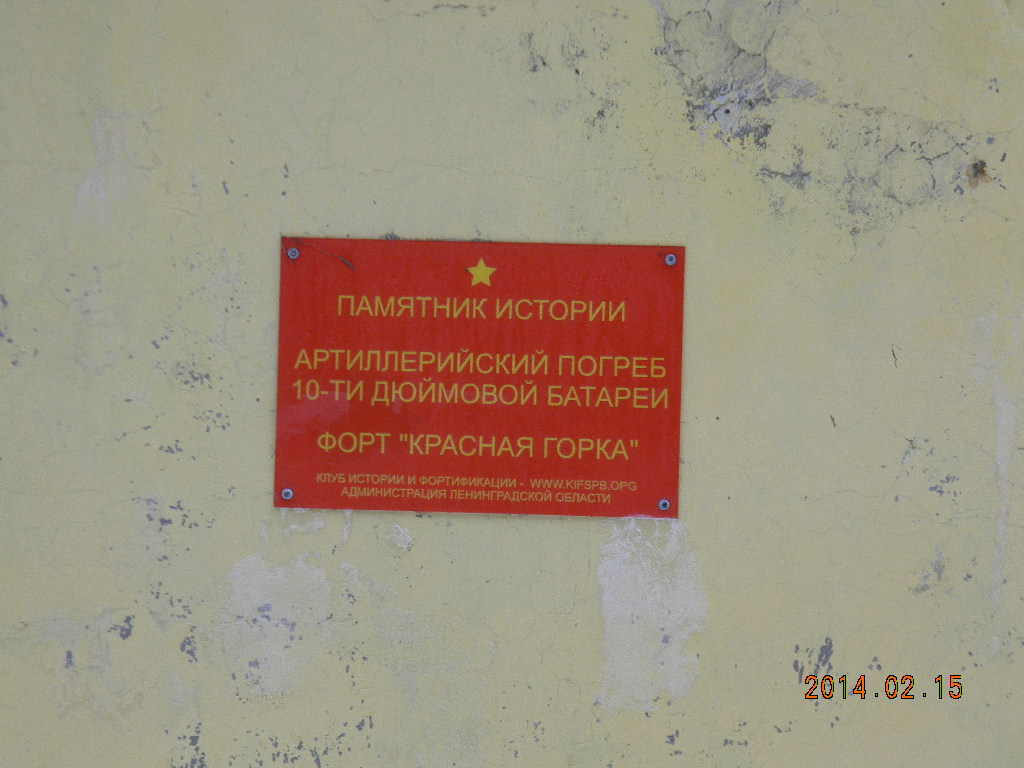 ПАМЯТНИК ИСТОРИИ
АРТИЛЛЕРИЙСКИЙ ПОГРЕБ
10-ТИ ДЮЙМОВОЙ БАТАРЕИ
ФОРТ "КРАСНАЯ ГОРКА"
КЛУБ ИСТОРИИ И ФОРТИФИКАЦИИ - WWW.KIFSPB.OPG
АДМИНИСТРАЦИЯ ЛЕНИНГРАДСКОЙ ОБЛАСТИ
2014.02.15